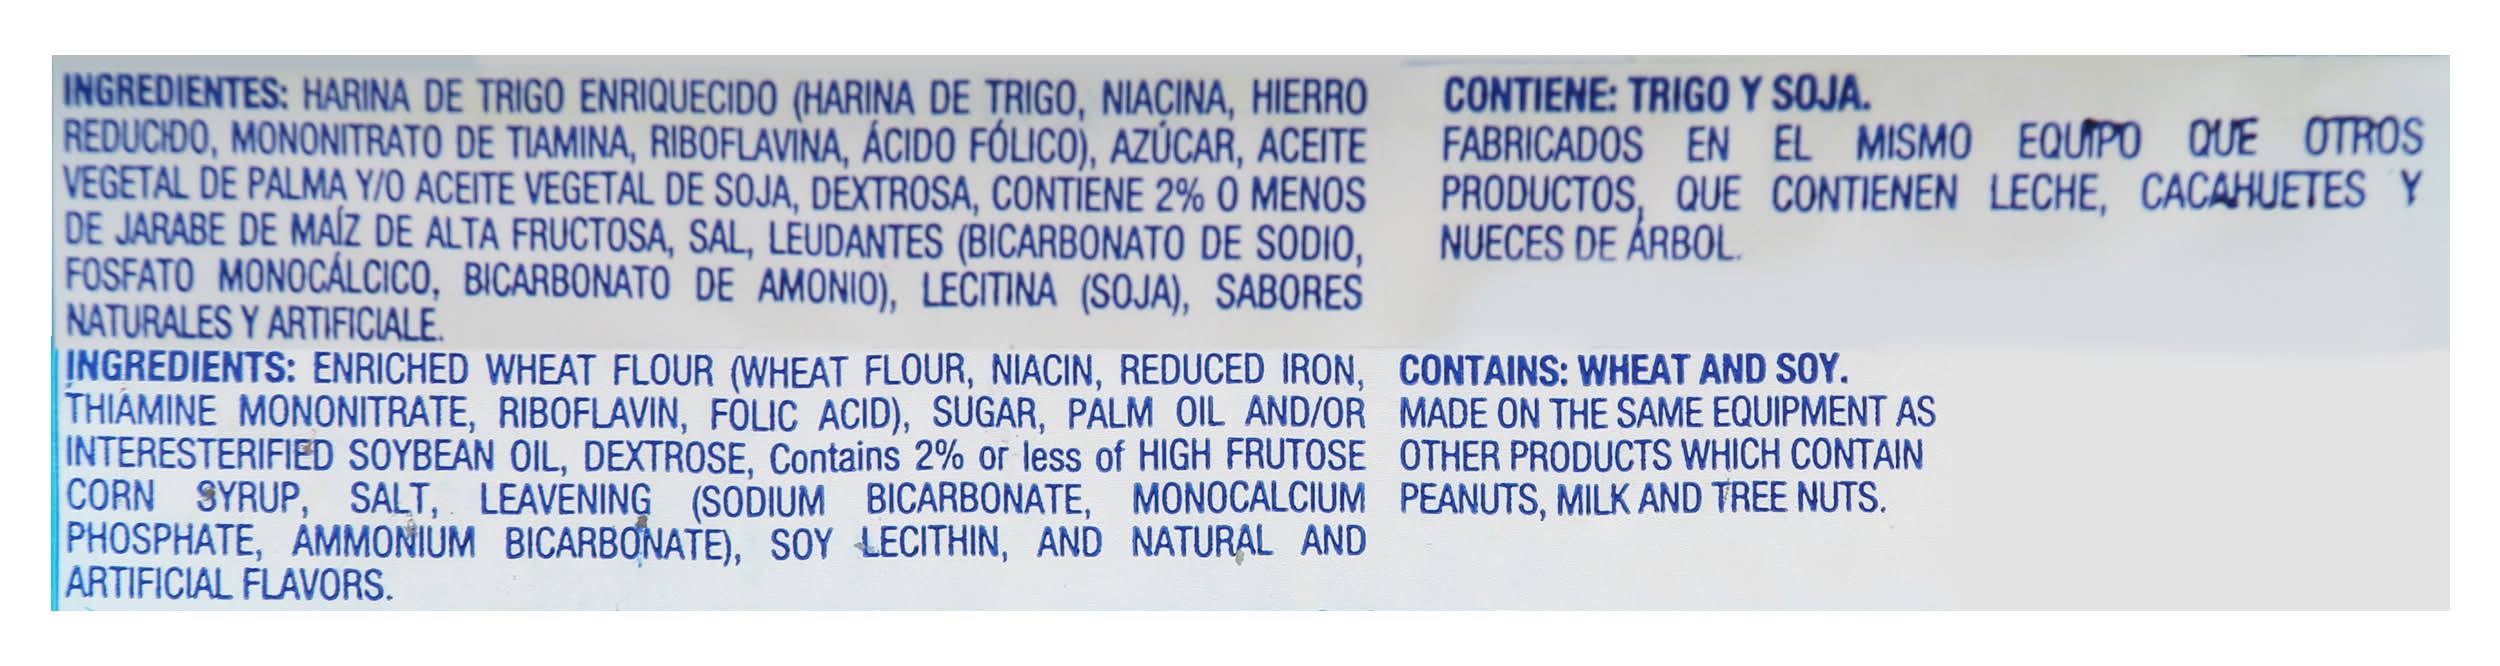 INGREDIENTES: HARINA DE TRIGO ENRIQUECIDO (HARINA DE TRIGO, NIACINA, HIERRO
REDUCIDO, MONONITRATO DE TIAMINA, RIBOFLAVINA, ÁCIDO FÓLICO), AZÚCAR, ACEITE
VEGETAL DE PALMA Y/O ACEITE VEGETAL DE SOJA, DEXTROSA, CONTIENE 2% O MENOS
DE JARABE DE MAÍZ DE ALTA FRUCTOSA, SAL, LEUDANTES (BICARBONATO DE SODIO,
FOSFATO MONOCÁLCICO, BICARBONATO DE AMONIO), LECITINA (SOJA), SABORES
NATURALES Y ARTIFICIALE.
CONTIENE: TRIGO Y SOJA.
FABRICADOS EN EL MISMO EQUIPO QUE OTROS
PRODUCTOS, QUE CONTIENEN LECHE, CACAHUETES Y
NUECES DE ÁRBOL.
INGREDIENTS: ENRICHED WHEAT FLOUR (WHEAT FLOUR, NIACIN, REDUCED IRON,
THIAMINE MONONITRATE, RIBOFLAVIN, FOLIC ACID), SUGAR, PALM OIL AND/OR
INTERESTERIFIED SOYBEAN OIL, DEXTROSE, Contains 2% or less of HIGH FRUTOSE
CORN SYRUP, SALT, LEAVENING (SODIUM BICARBONATE, MONOCALCIUM
PHOSPHATE, AMMONIUM BICARBONATE), SOY LECITHIN, AND NATURAL AND
ARTIFICIAL FLAVORS.
CONTAINS: WHEAT AND SOY.
MADE ON THE SAME EQUIPMENT AS
OTHER PRODUCTS WHICH CONTAIN
PEANUTS, MILK AND TREE NUTS.